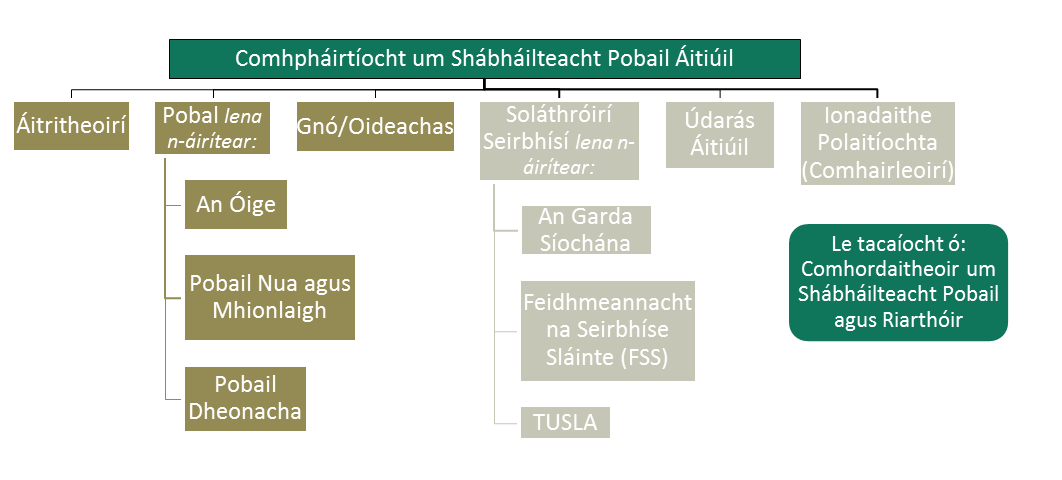 Comhpháirtíocht um Shábháilteacht Pobail Áitiúil
Áitritheoirí
Pobal lena
n-áirítear:
Gnó/Oideachas
Soláthróirí
Seirbhísí lena n-
áirítear:
Údarás
Áitiúil
Ionadaithe
Polaitíochta
(Comhairleoirí)
An Óige
Pobail Nua agus
Mhionlaigh
Pobail
Dheonacha
An Garda
Síochána
Feidhmeannacht
na Seirbhíse
Sláinte (FSS)
TUSLA
Le tacaíocht ó:
Comhordaitheoir um
Shábháilteacht Pobail
agus Riarthóir